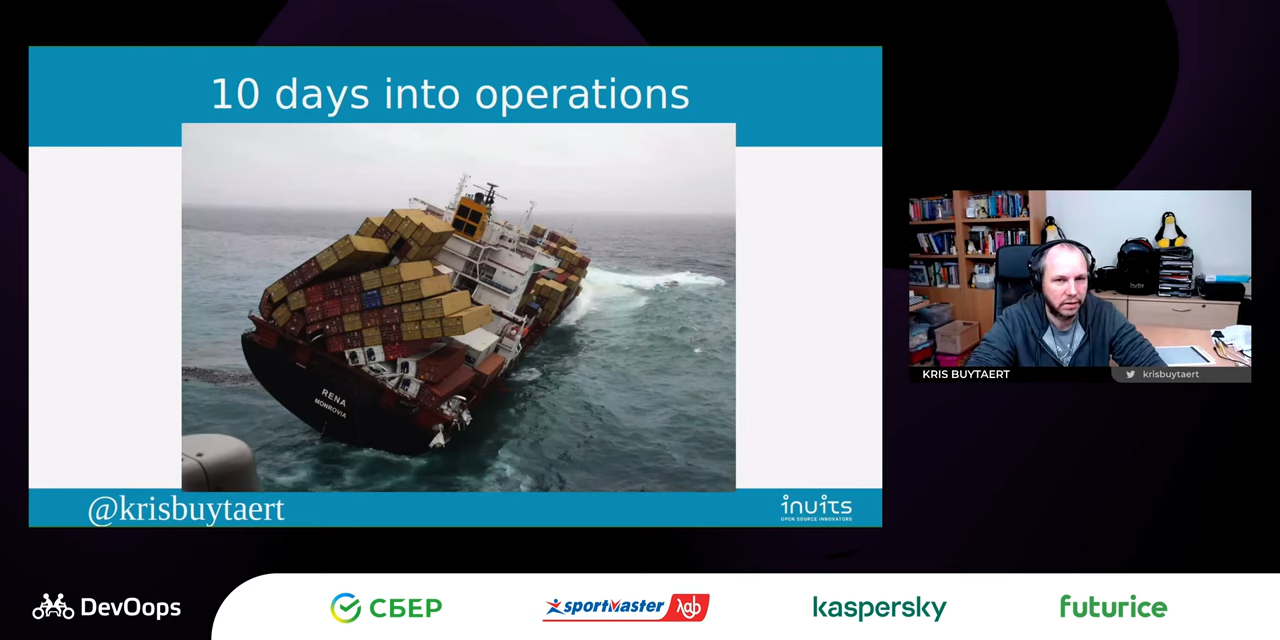 10 days into operations
RENA
MONROVIA
@krisbuytaert
inuits
OPEN SOURCE INNOVATORS
KRIS BUYTAERT
krisbuytaert
DevOops
СБЕР
sportmaster лаб
kaspersky
futurice